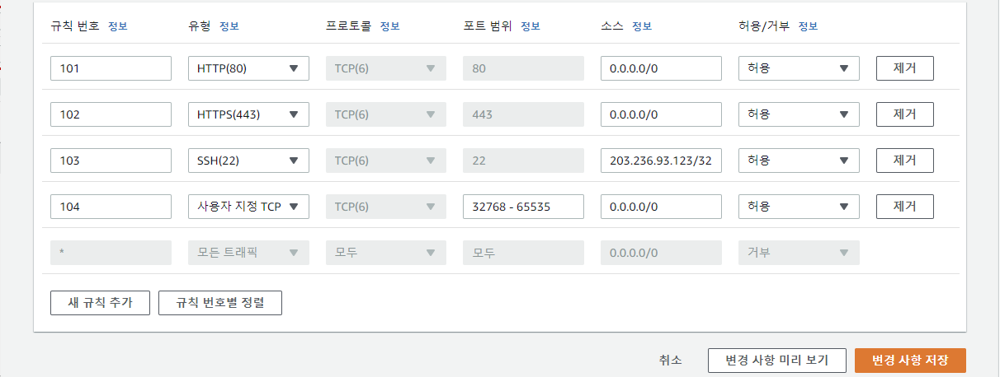 규칙 번호 정보 유형 정보 프로토콜 정보 포트 범위 정보 소스 정보 허용/거부 정보
101 HTTP(80) TCP(6) 80 0.0.0.0/0 허용 제거
102 HTTPS(443) TCP(6) 443 0.0.0.0/0 허용 제거
103 SSH(22) TCP(6) 22 203.236.93.123/32 허용 제거
104 사용자 지정 TCP TCP(6) 32768 - 65535 0.0.0.0/0 허용 제거
* 모든 트래픽 모두 모두 0.0.0.0/0 거부
새 규칙 추가 규칙 번호별 정렬
취소 변경 사항 미리 보기 변경 사항 저장